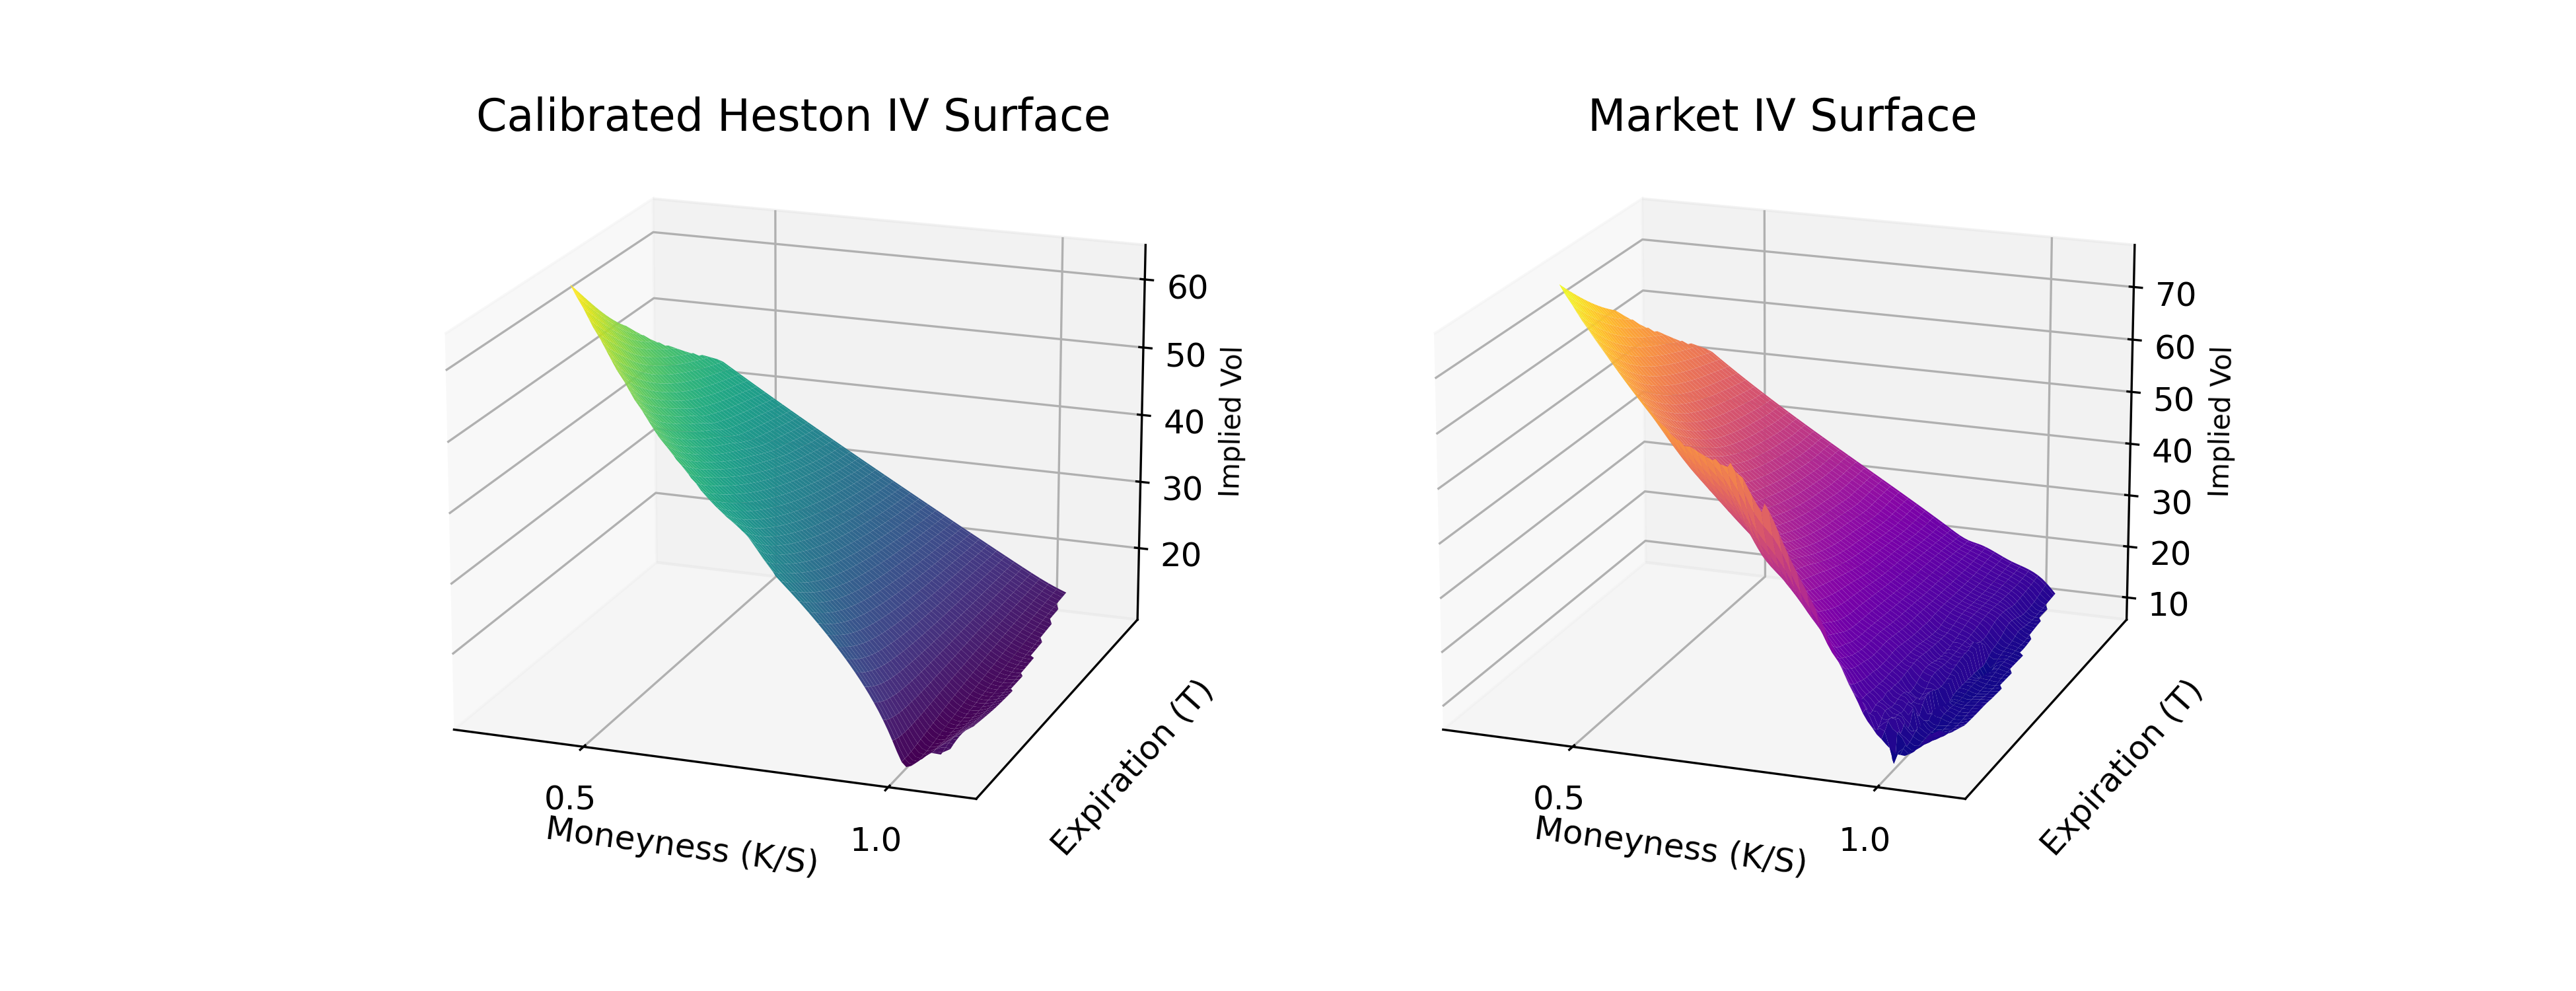 Calibrated Heston IV Surface
60
50
40
30
20
Implied Vol
0.5
1.0
Moneyness (K/S)
Expiration (T)
Market IV Surface
70
60
50
40
30
20
10
Implied Vol
0.5
1.0
Moneyness (K/S)
Expiration (T)